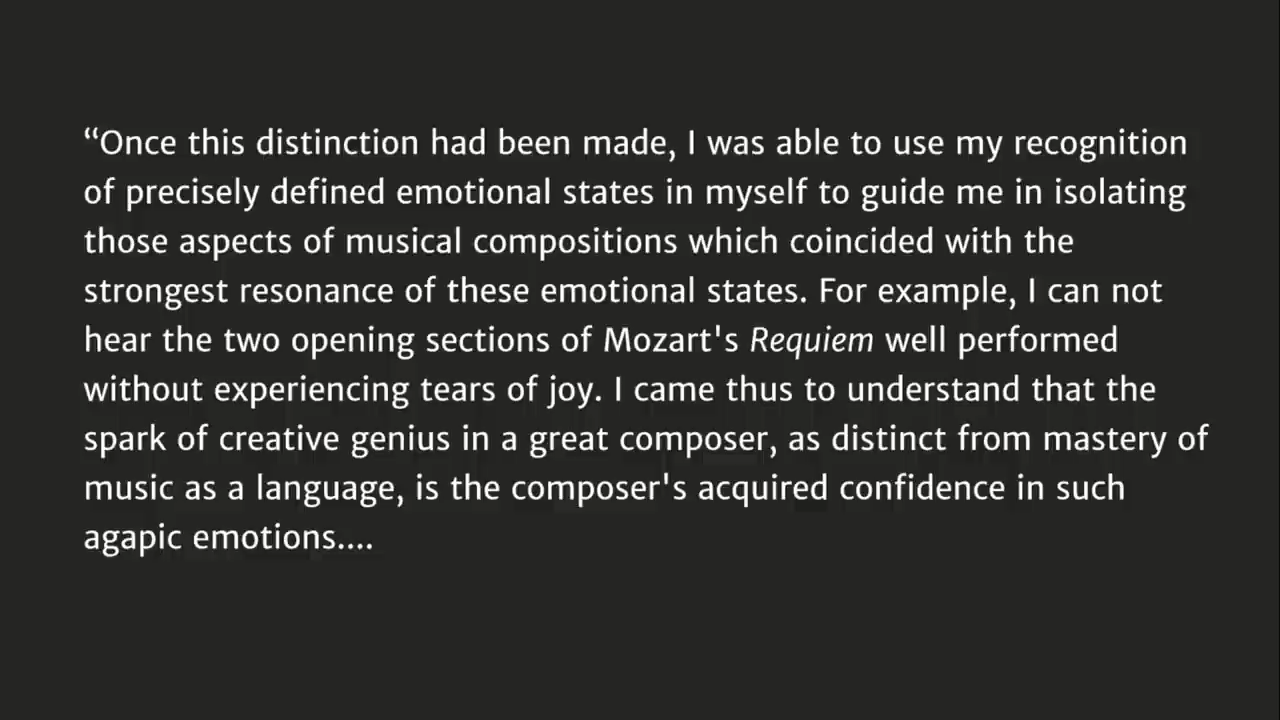 “Once this distinction had been made, I was able to use my recognition
of precisely defined emotional states in myself to guide me in isolating
those aspects of musical compositions which coincided with the
strongest resonance of these emotional states. For example, I can not
hear the two opening sections of Mozart's Requiem well performed
without experiencing tears of joy. I came thus to understand that the
spark of creative genius in a great composer, as distinct from mastery of
music as a language, is the composer's acquired confidence in such
agapic emotions....